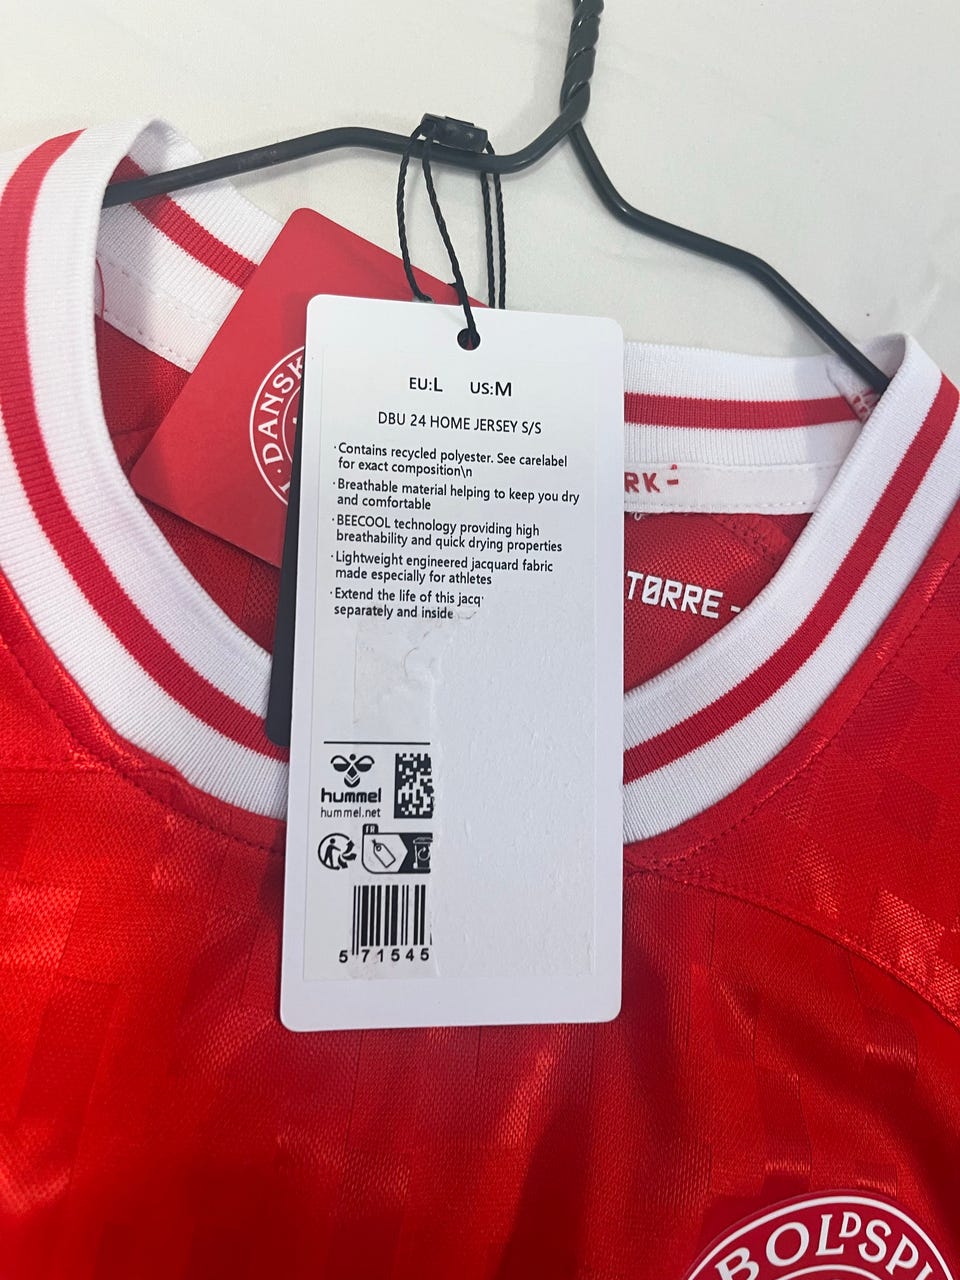 DANSK
EU:L US:M
DBU 24 HOME JERSEY S/S
·Contains recycled polyester. See carelabel
for exact composition\n
·Breathable material helping to keep you dry
and comfortable
·BEECOOL technology providing high
breathability and quick drying properties
·Lightweight engineered jacquard fabric
made especially for athletes
·Extend the life of this jacq
separately and inside
RK-
TØRRE -
hummel
hummel.net
FR
5 71545
BOLDSPI